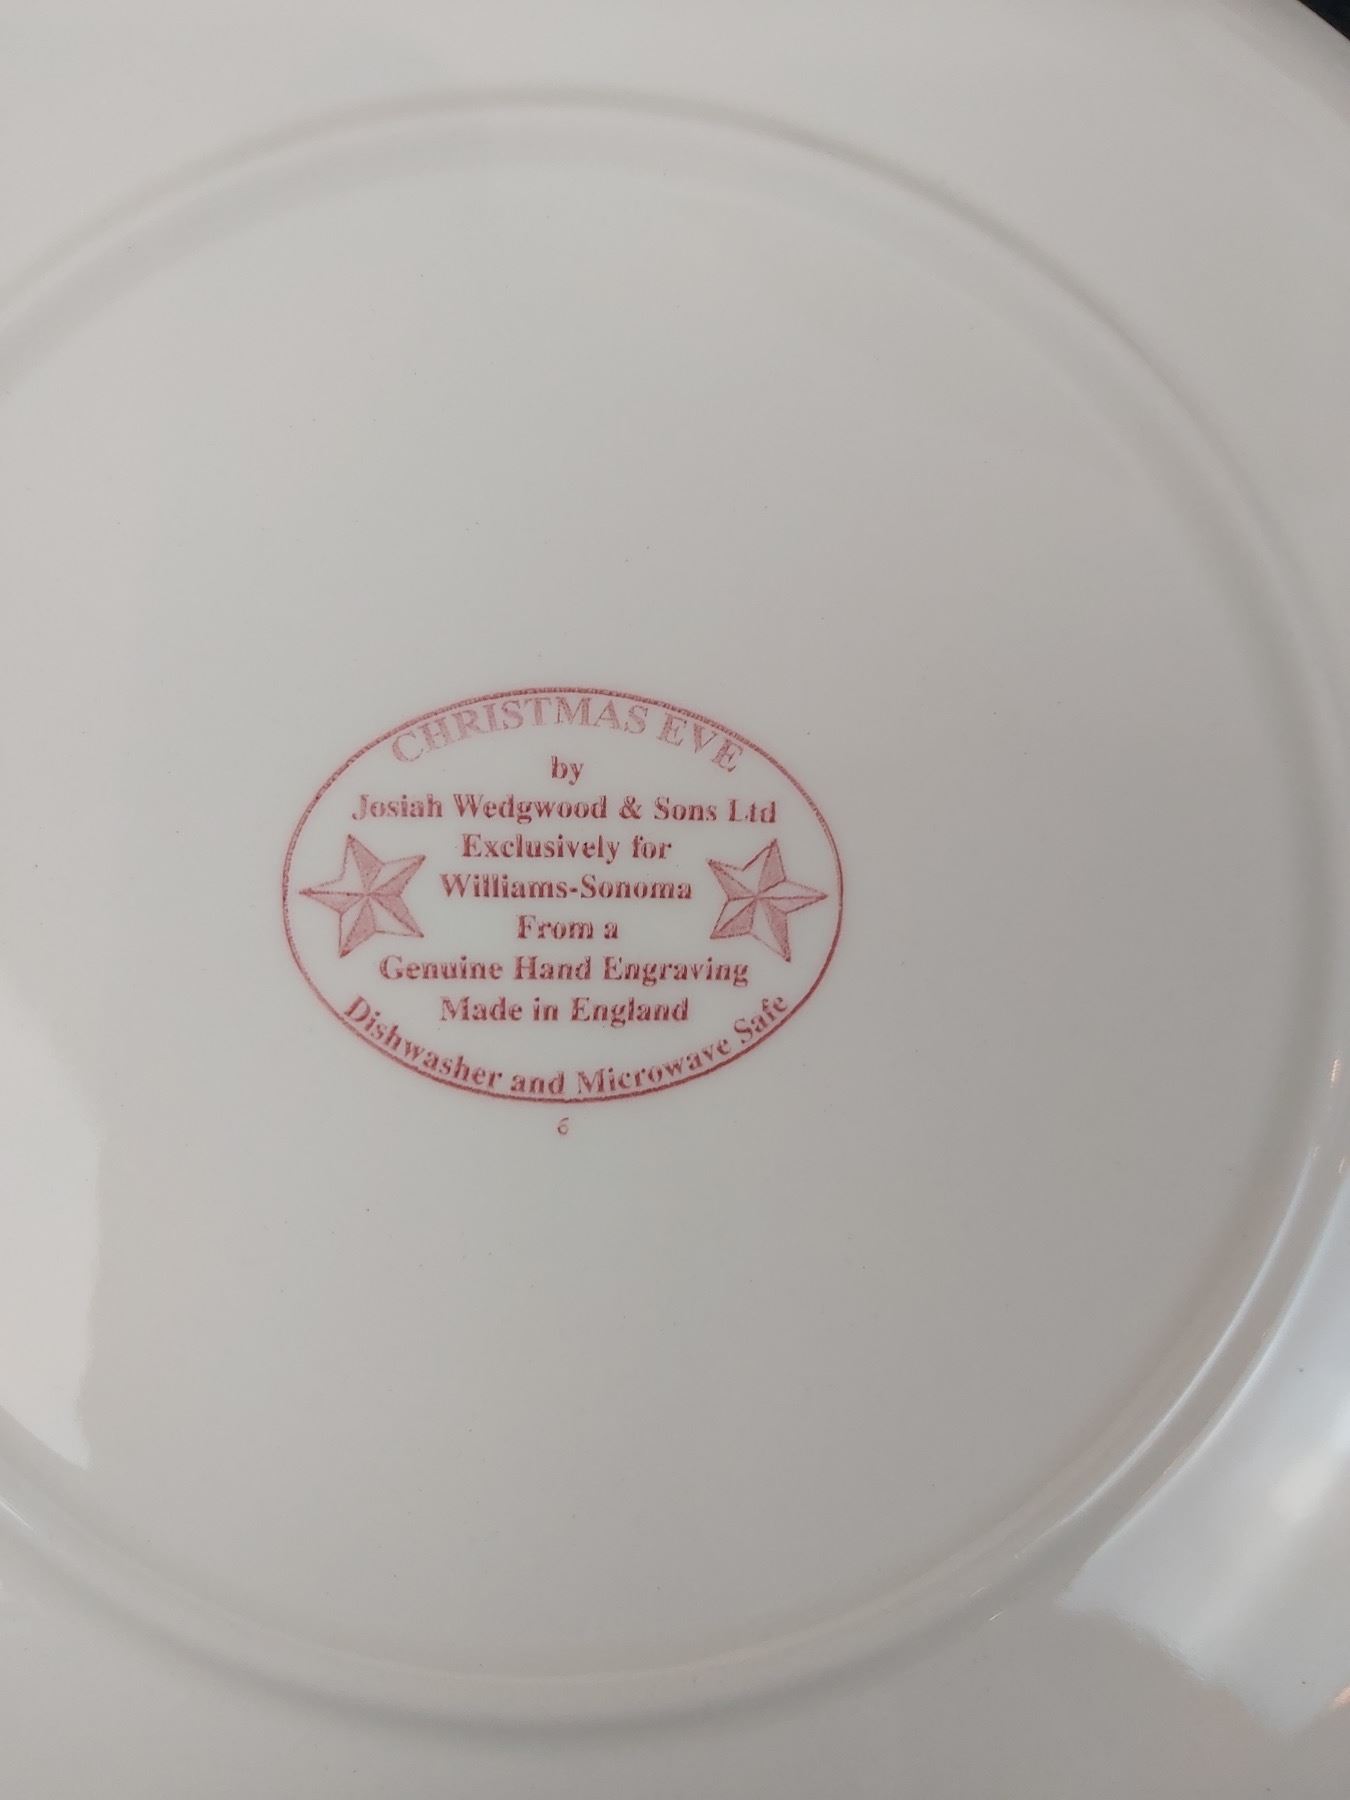 CHRISTMAS EVE
by
Josiah Wedgwood & Sons Ltd
Exclusively for
Williams-Sonoma
From a
Genuine Hand Engraving
Made in England
Dishwasher and Microwave Safe
6